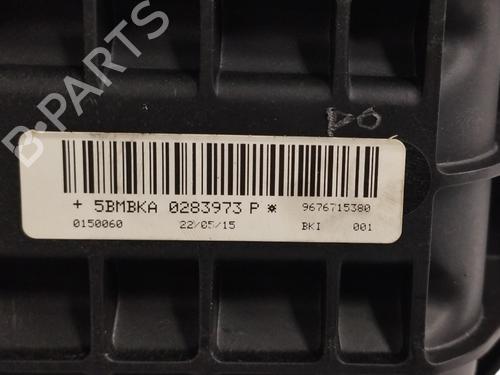 B-PARTS
+ 5BMBKA 0283973 P ¤ 9676715380
0150060 22/05/15 BKI 001